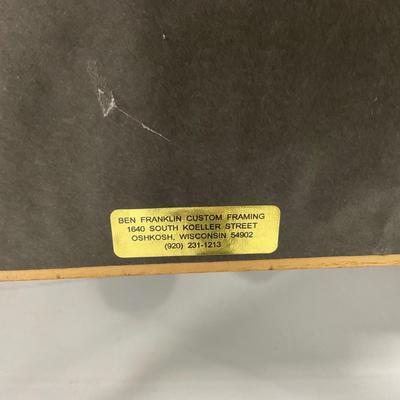 BEN FRANKLIN CUSTOM FRAMING
1640 SOUTH KOELLER STREET
OSHKOSH, WISCONSIN 54902
(920) 231-1213